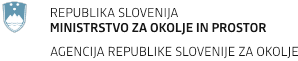 REPUBLIKA SLOVENIJA
MINISTRSTVO ZA OKOLJE IN PROSTOR
AGENCIJA REPUBLIKE SLOVENIJE ZA OKOLJE